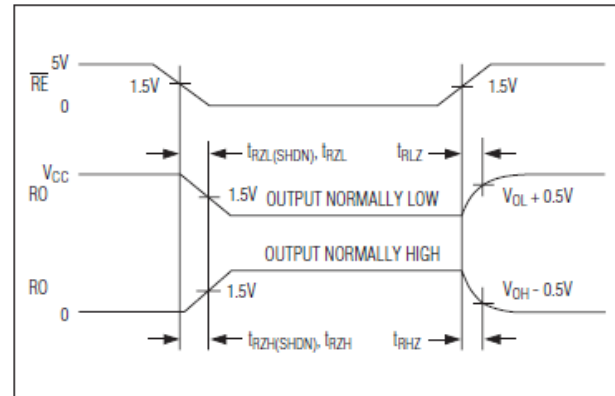 5V
RE
1.5V
1.5V
0
tRZL(SHDN), tRZL
tRLZ
VCC
RO
1.5V
OUTPUT NORMALLY LOW
VOL + 0.5V
OUTPUT NORMALLY HIGH
RO
1.5V
VOH – 0.5V
0
tRZH(SHDN), tRZH
tRHZ